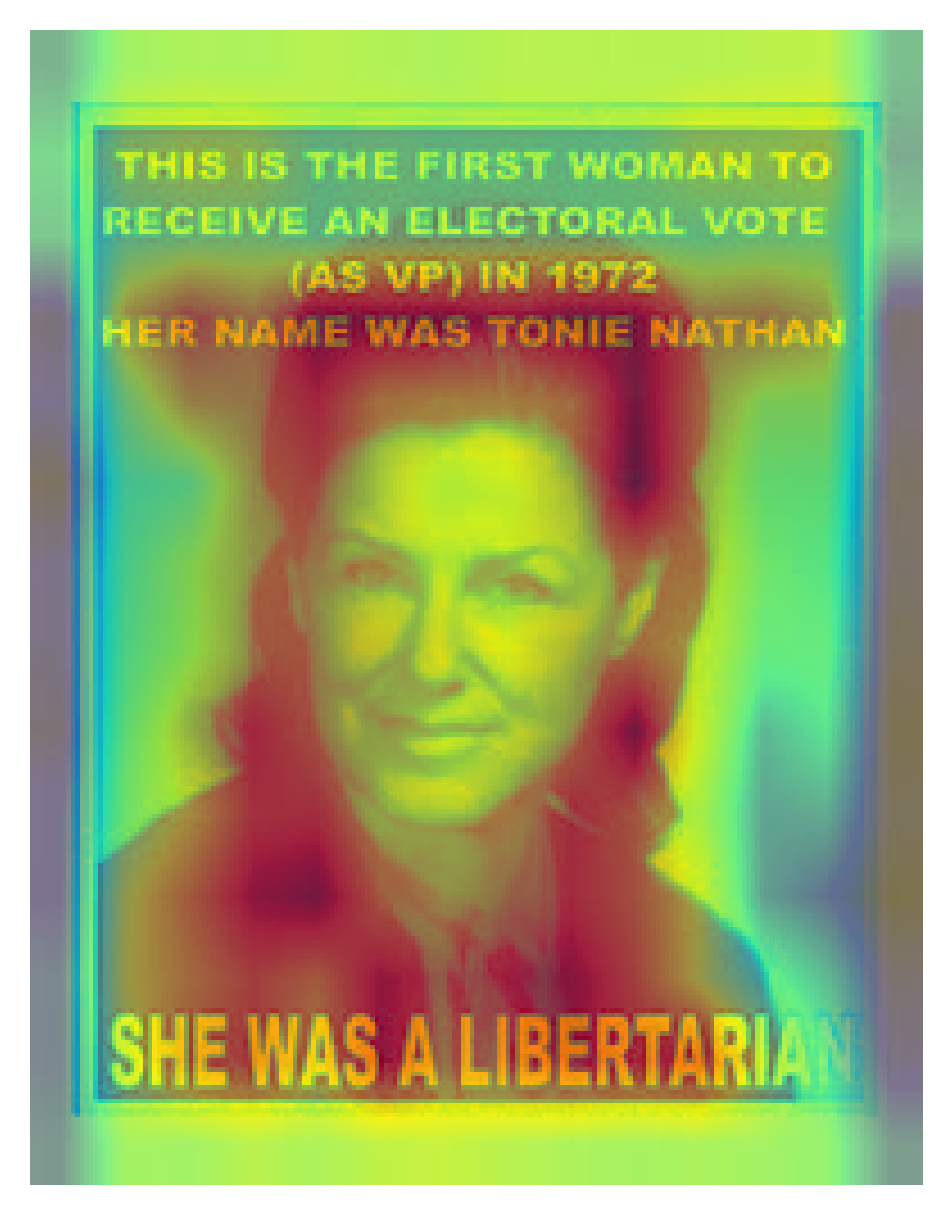 THIS IS THE FIRST WOMAN TO
RECEIVE AN ELECTORAL VOTE
(AS VP) IN 1972
HER NAME WAS TONIE NATHAN
SHE WAS A LIBERTARIAN